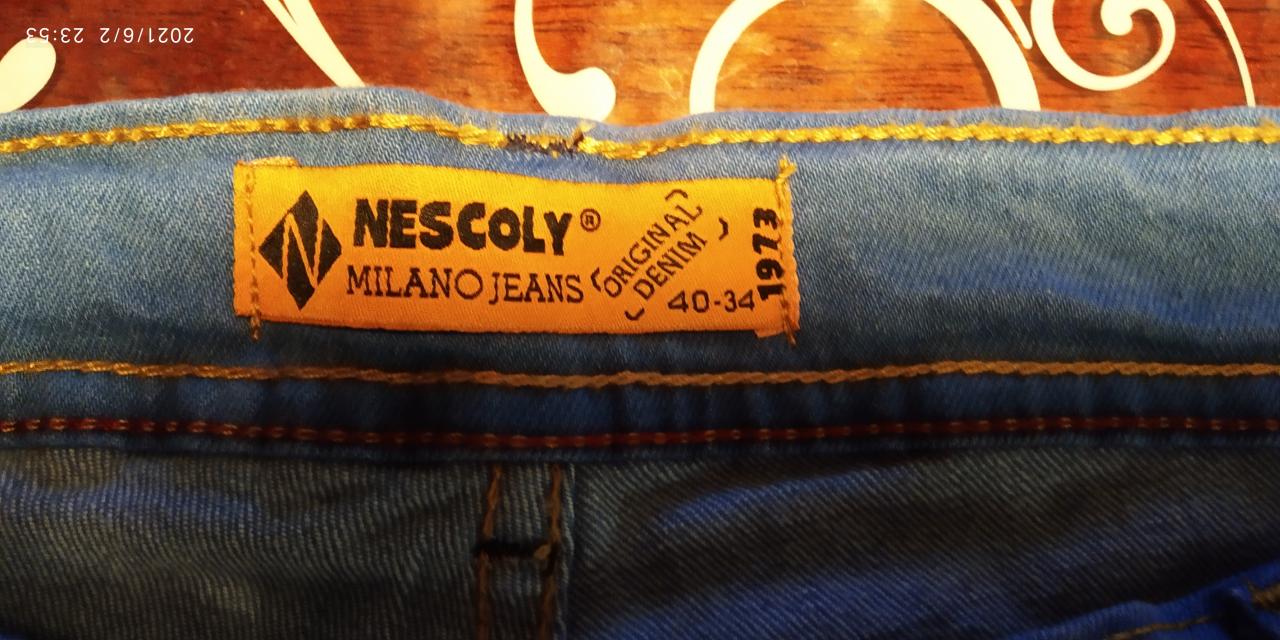 NESCOLY®
MILANO JEANS
ORIGINAL
DENIM
40-34
1973
2021/6/2 23:53